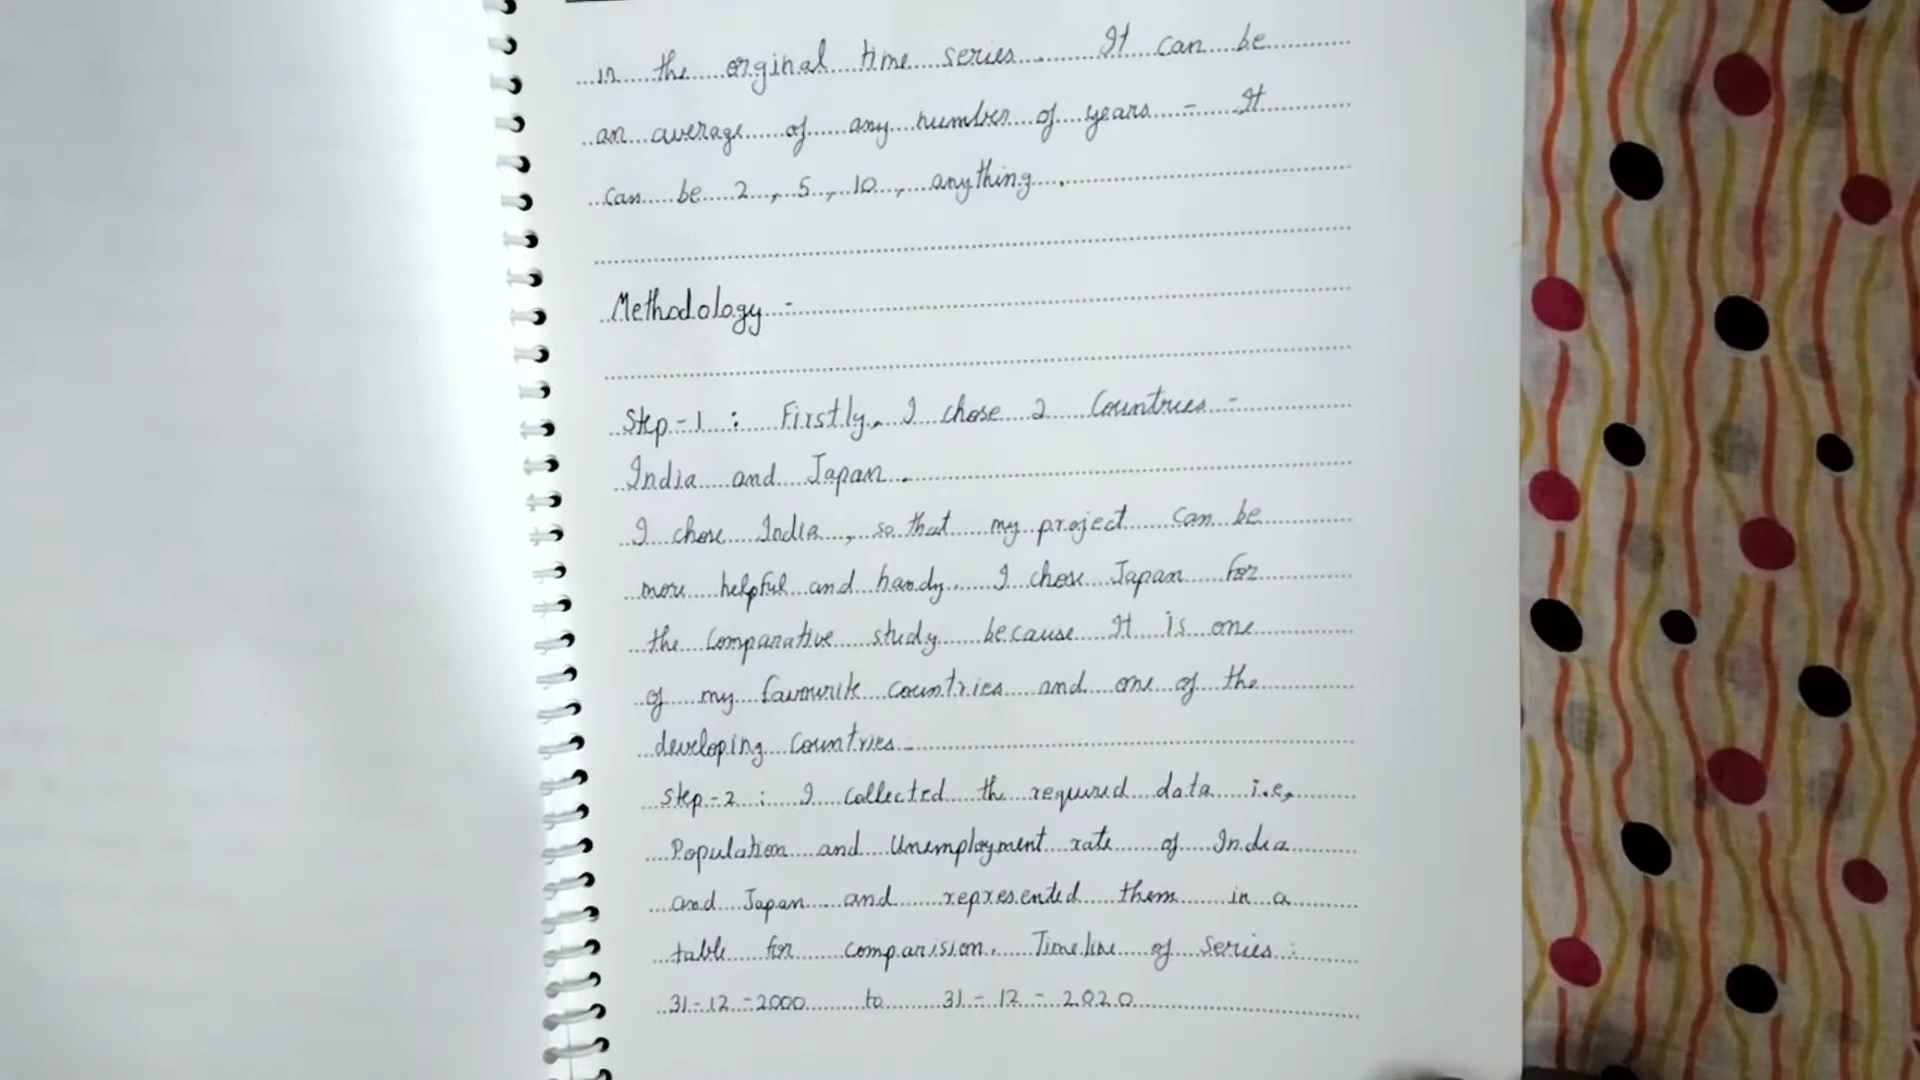 in the orginal time series. It can be
an average of any number of years - It
can be 2, 5, 10, anything.
Methodology :-
Step-1 : Firstly, I chose 2 Countries -
India and Japan.
I chose India, so that my project can be
more helpful and handy. I chose Japan for
the Comparative study because It is one
of my favourite countries and one of the
developing Countries.
Step-2 : I collected the required data i.e,
Population and Unemployment rate of India
and Japan and represented them in a
table for comparision. Timeline of Series :
31-12-2000 to 31-12-2020